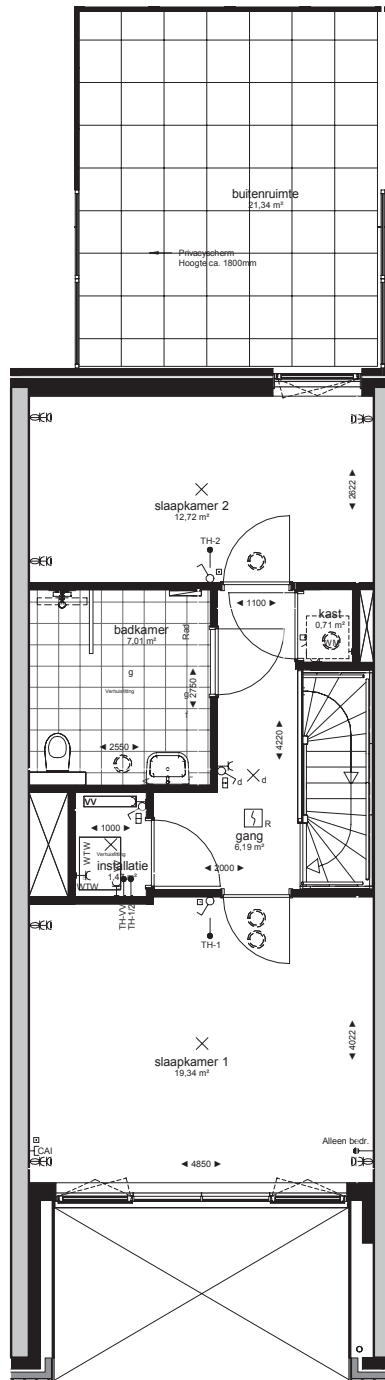 buitenruimte
21,34 m²
Privacyscherm
Hoogte ca. 1800mm
2622
slaapkamer 2
12,72 m²
TH-2
1100
kast
0,71 m²
WM
badkamer
7,01 m²
Rad
g
Verhuisfitting
2750
f
2550
4220
d
d
VV
gang
6,19 m²
R
1000
Verhuisfitting
WTW
installatie
WTW
2000
TH-VV
TH-1/2
TH-1
4022
slaapkamer 1
19,34 m²
CAI
Alleen bedr.
4850